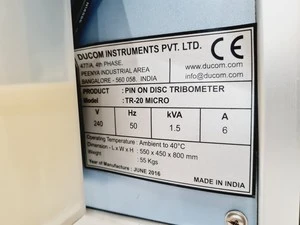 DUCOM INSTRUMENTS PVT. LTD.
477/A, 4th PHASE,
PEENYA INDUSTRIAL AREA
BANGALORE - 560 058. INDIA
CE
www.ducom.com
info@ducom.com
PRODUCT : PIN ON DISC TRIBOMETER
Model : TR-20 MICRO
V Hz kVA A
240 50 1.5 6
Operating Temperature : Ambient to 40°C
Dimension - L x W x H : 550 x 450 x 800 mm
Weight : 55 Kgs
Year of Manufacture : JUNE 2016
MADE IN INDIA